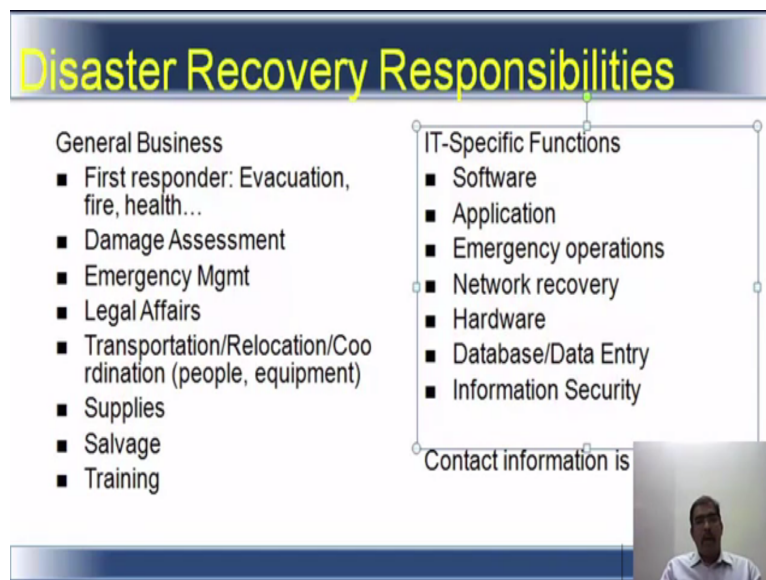 Disaster Recovery Responsibilities
General Business
■ First responder: Evacuation,
fire, health…
■ Damage Assessment
■ Emergency Mgmt
■ Legal Affairs
■ Transportation/Relocation/Coo
rdination (people, equipment)
■ Supplies
■ Salvage
■ Training
IT-Specific Functions
■ Software
■ Application
■ Emergency operations
■ Network recovery
■ Hardware
■ Database/Data Entry
■ Information Security
Contact information is